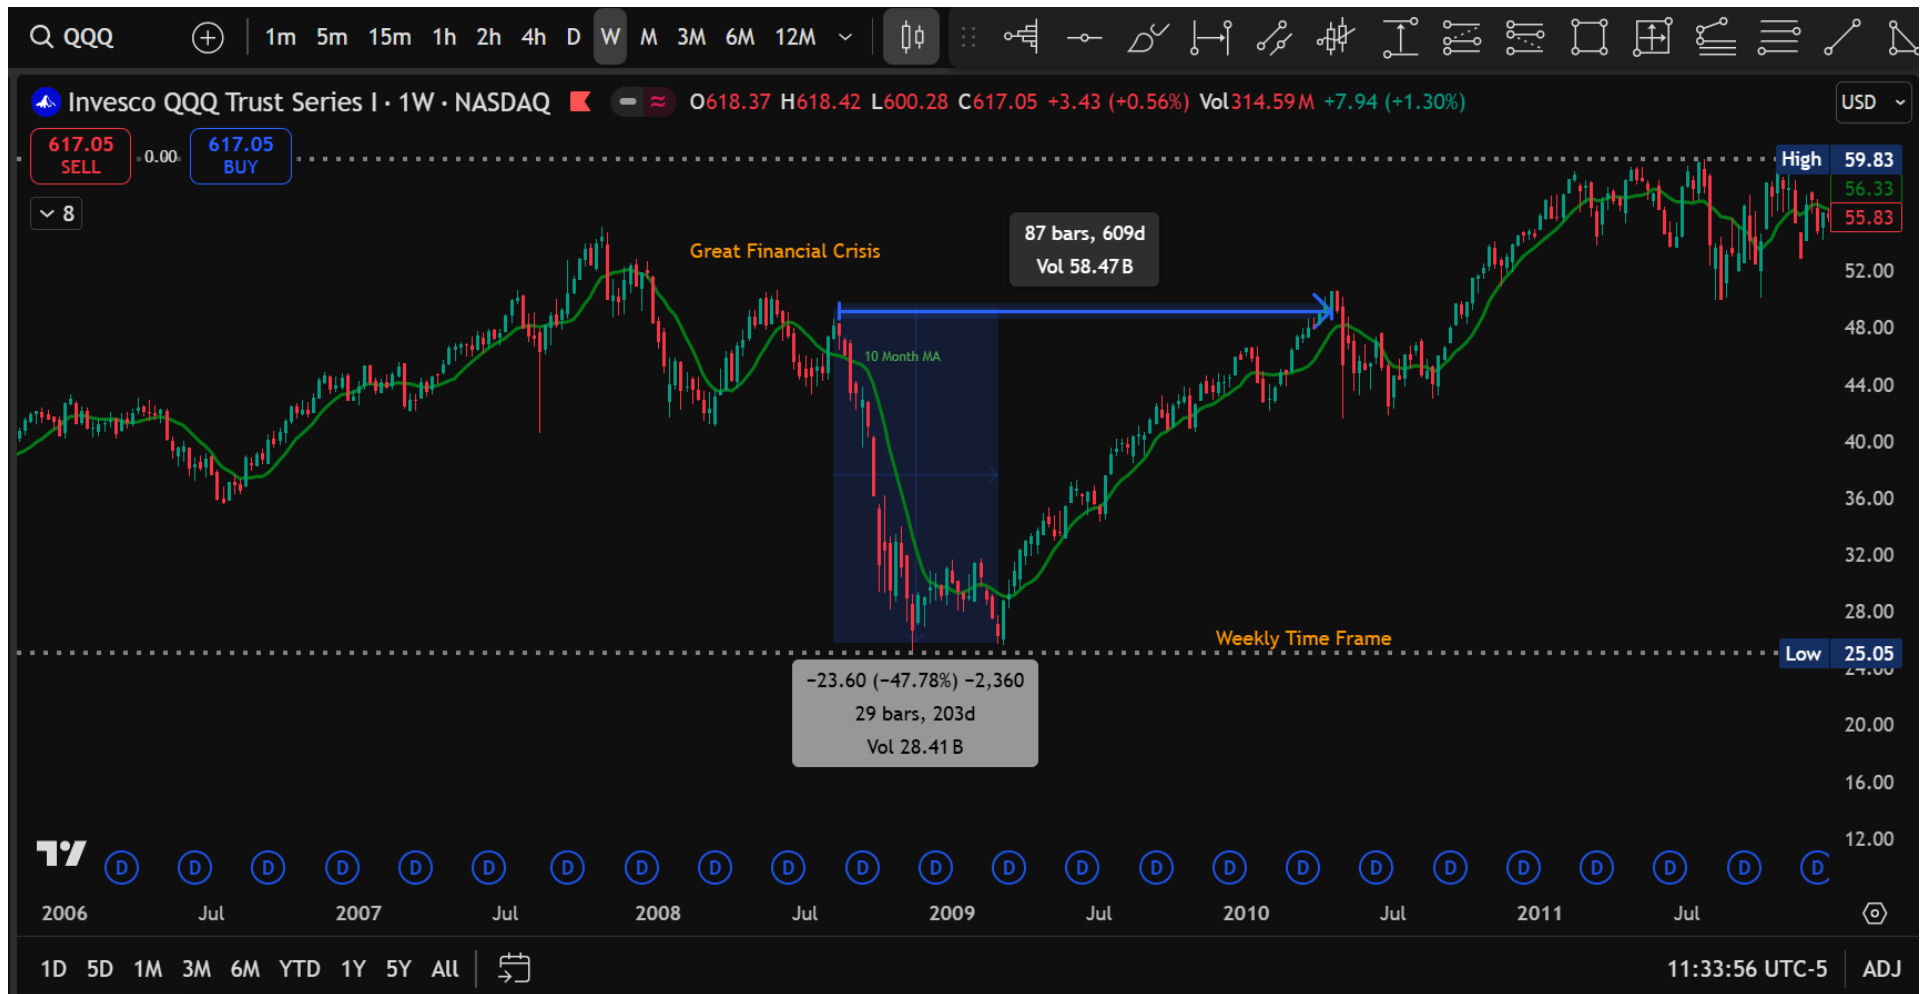 QQQ 1m 5m 15m 1h 2h 4h D W M 3M 6M 12M
Invesco QQQ Trust Series I · 1W · NASDAQ O618.37 H618.42 L600.28 C617.05 +3.43 (+0.56%) Vol314.59M +7.94 (+1.30%)
USD
617.05
SELL
0.00
617.05
BUY
8
High 59.83
56.33
55.83
52.00
48.00
44.00
40.00
36.00
32.00
28.00
Low 25.05
24.00
20.00
16.00
12.00
Great Financial Crisis
87 bars, 609d
Vol 58.47B
10 Month MA
Weekly Time Frame
−23.60 (−47.78%) −2,360
29 bars, 203d
Vol 28.41B
D D D D D D D D D D D D D D D D D D D D D D D D
2006 Jul 2007 Jul 2008 Jul 2009 Jul 2010 Jul 2011 Jul
1D 5D 1M 3M 6M YTD 1Y 5Y All
11:33:56 UTC-5 ADJ